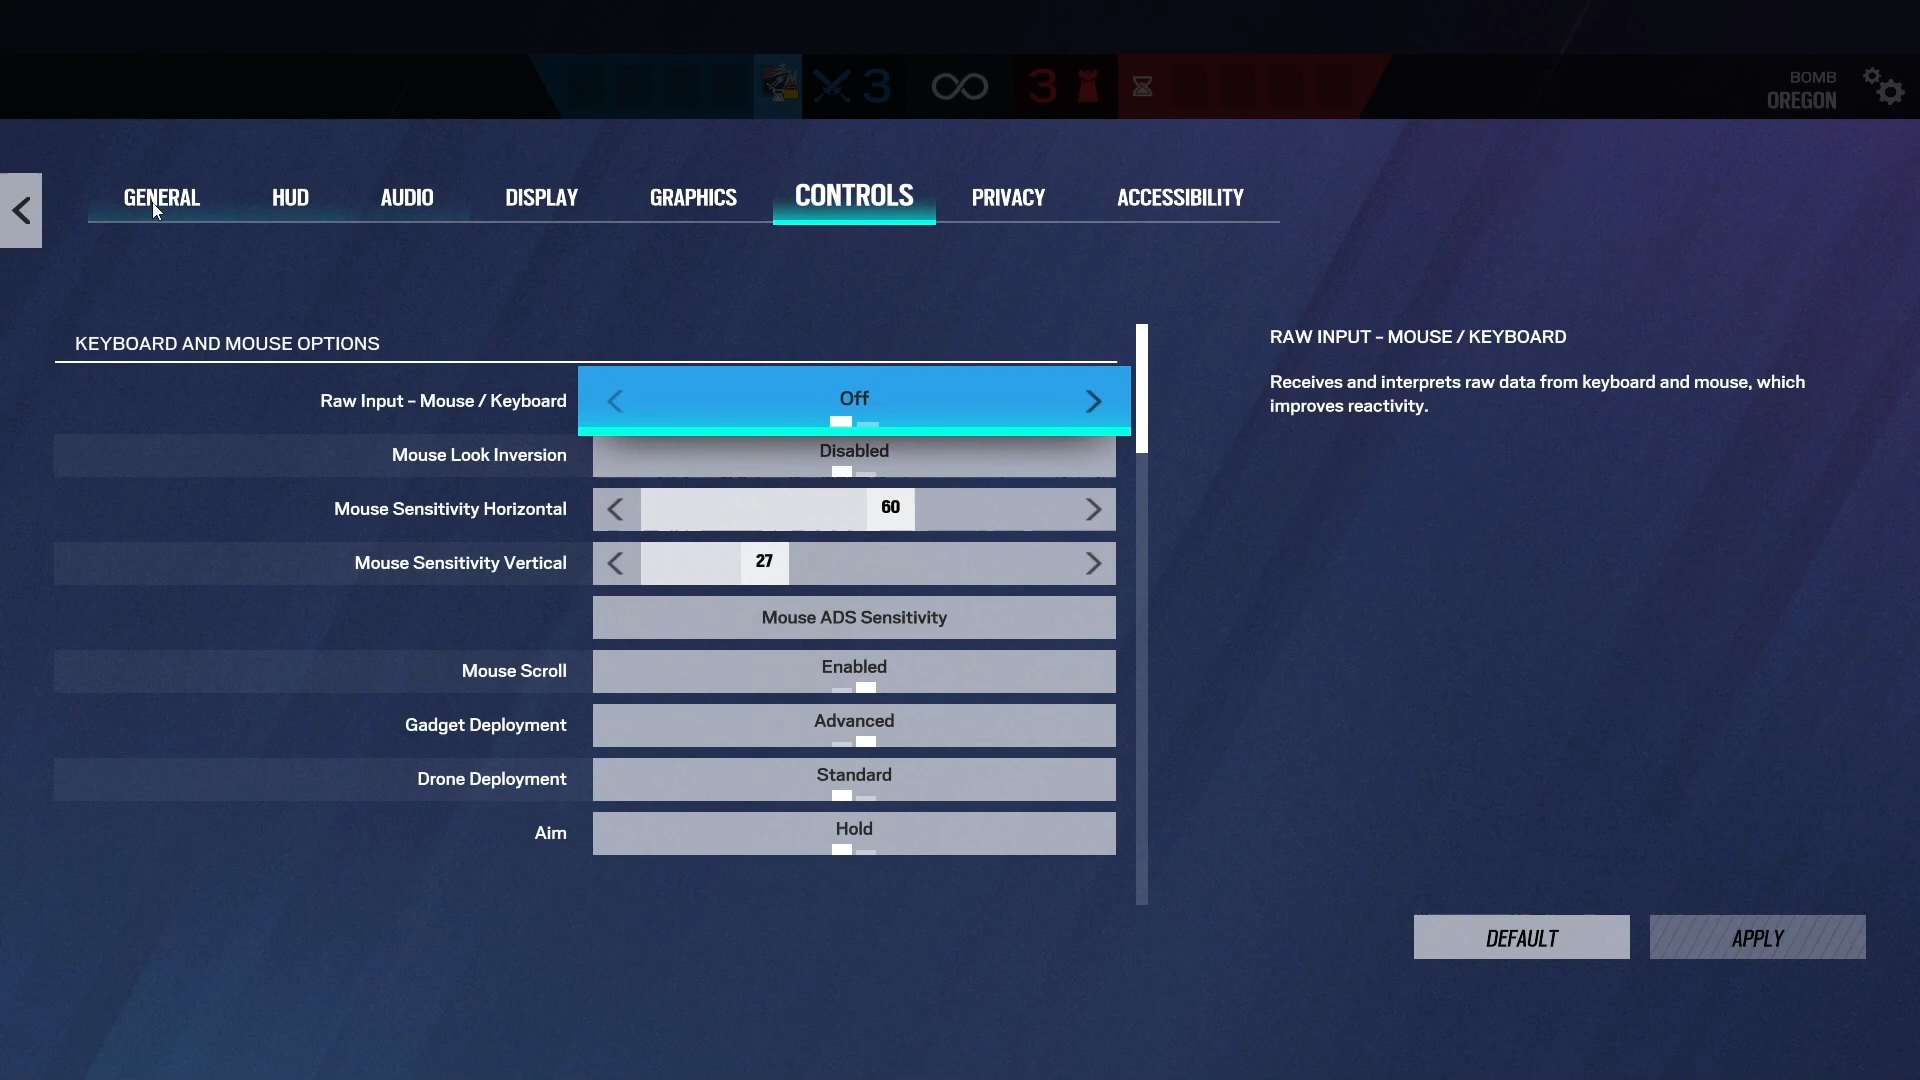 3
3
BOMB
OREGON
GENERAL
HUD
AUDIO
DISPLAY
GRAPHICS
CONTROLS
PRIVACY
ACCESSIBILITY
KEYBOARD AND MOUSE OPTIONS
Raw Input - Mouse / Keyboard
Off
Mouse Look Inversion
Disabled
Mouse Sensitivity Horizontal
60
Mouse Sensitivity Vertical
27
Mouse ADS Sensitivity
Mouse Scroll
Enabled
Gadget Deployment
Advanced
Drone Deployment
Standard
Aim
Hold
RAW INPUT - MOUSE / KEYBOARD
Receives and interprets raw data from keyboard and mouse, which
improves reactivity.
DEFAULT
APPLY